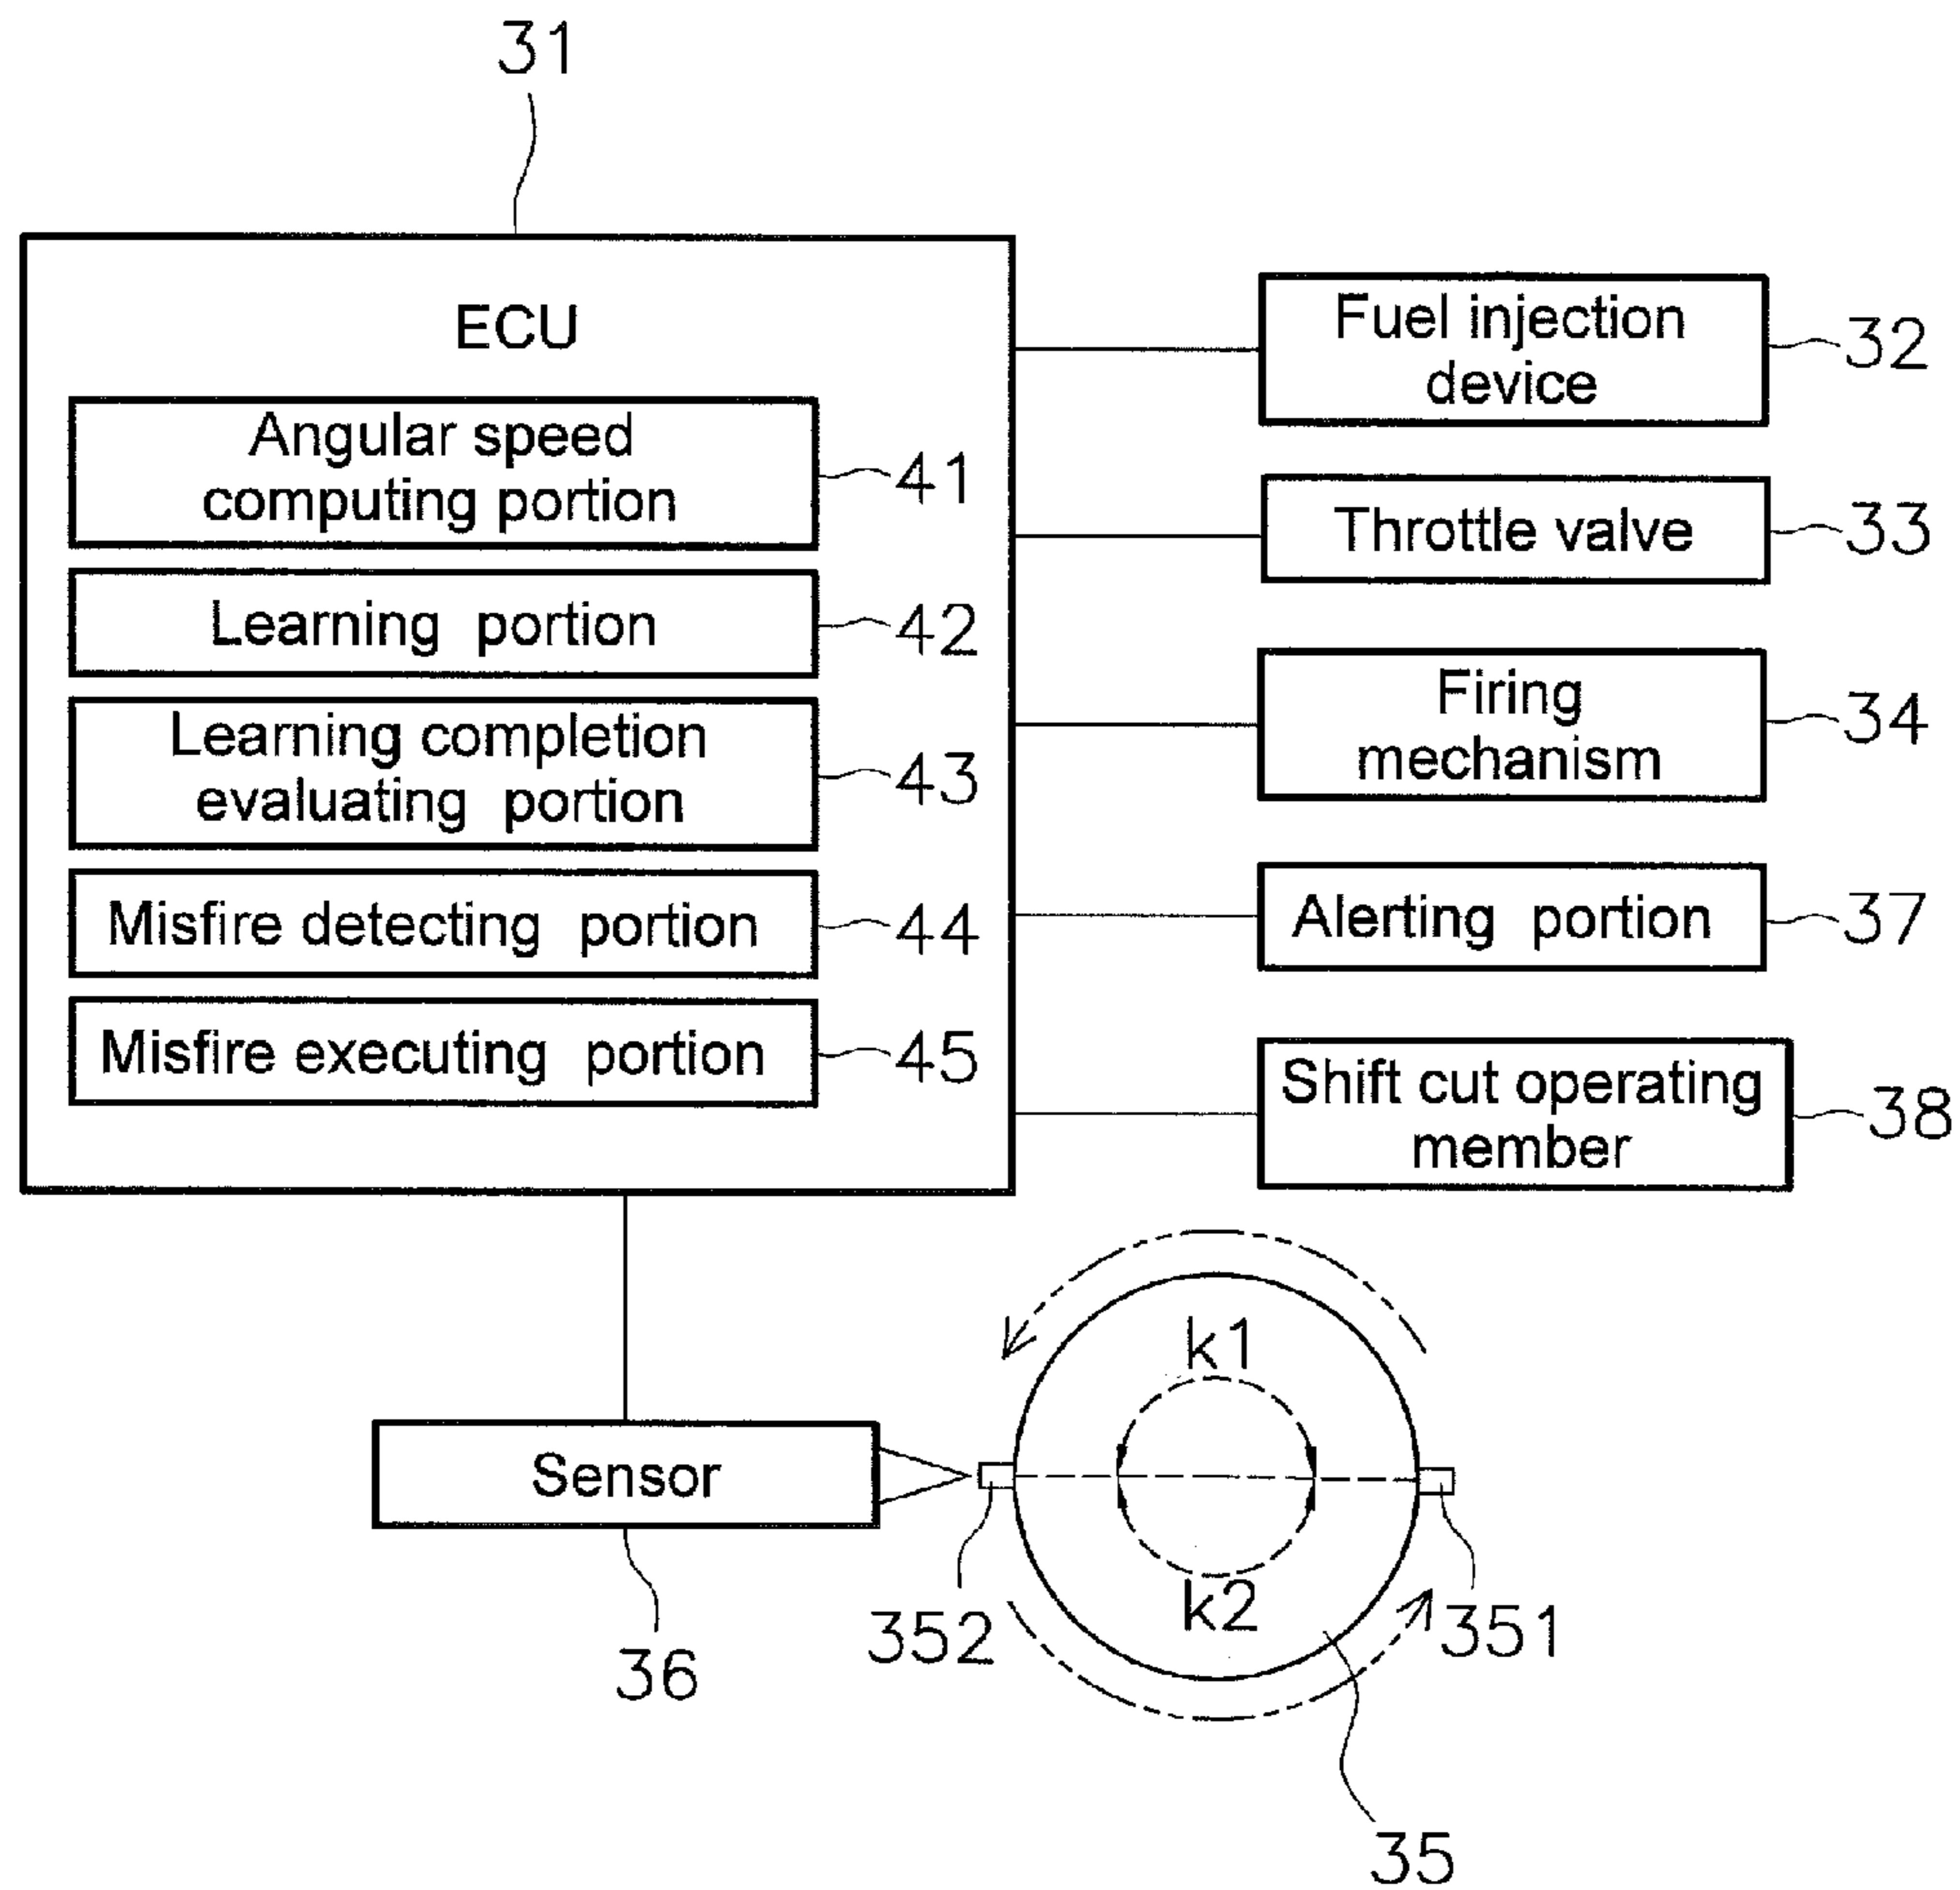 31
ECU
Angular speed
computing portion
41
Learning portion
42
Learning completion
evaluating portion
43
Misfire detecting portion
44
Misfire executing portion
45
Fuel injection
device
32
Throttle valve
33
Firing
mechanism
34
Alerting portion
37
Shift cut operating
member
38
Sensor
36
k1
k2
352
351
35